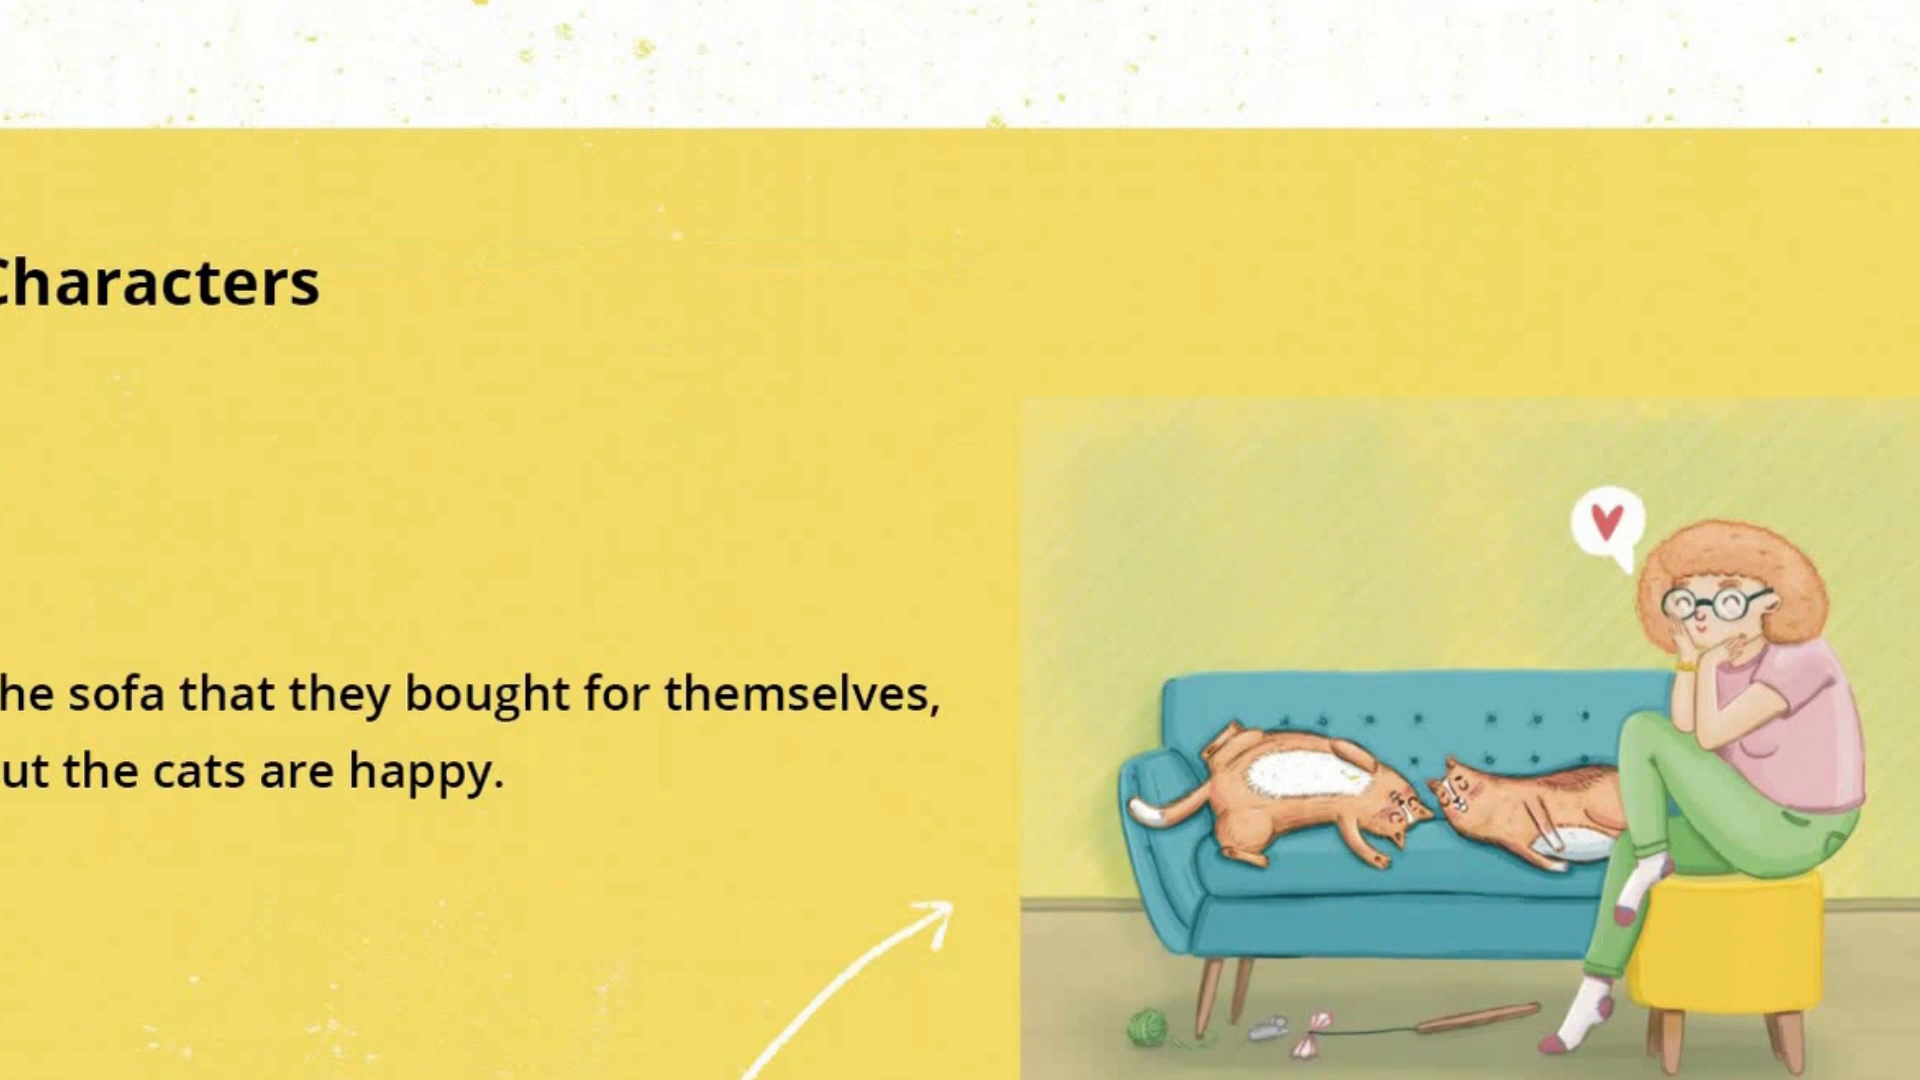 Characters
he sofa that they bought for themselves,
ut the cats are happy.